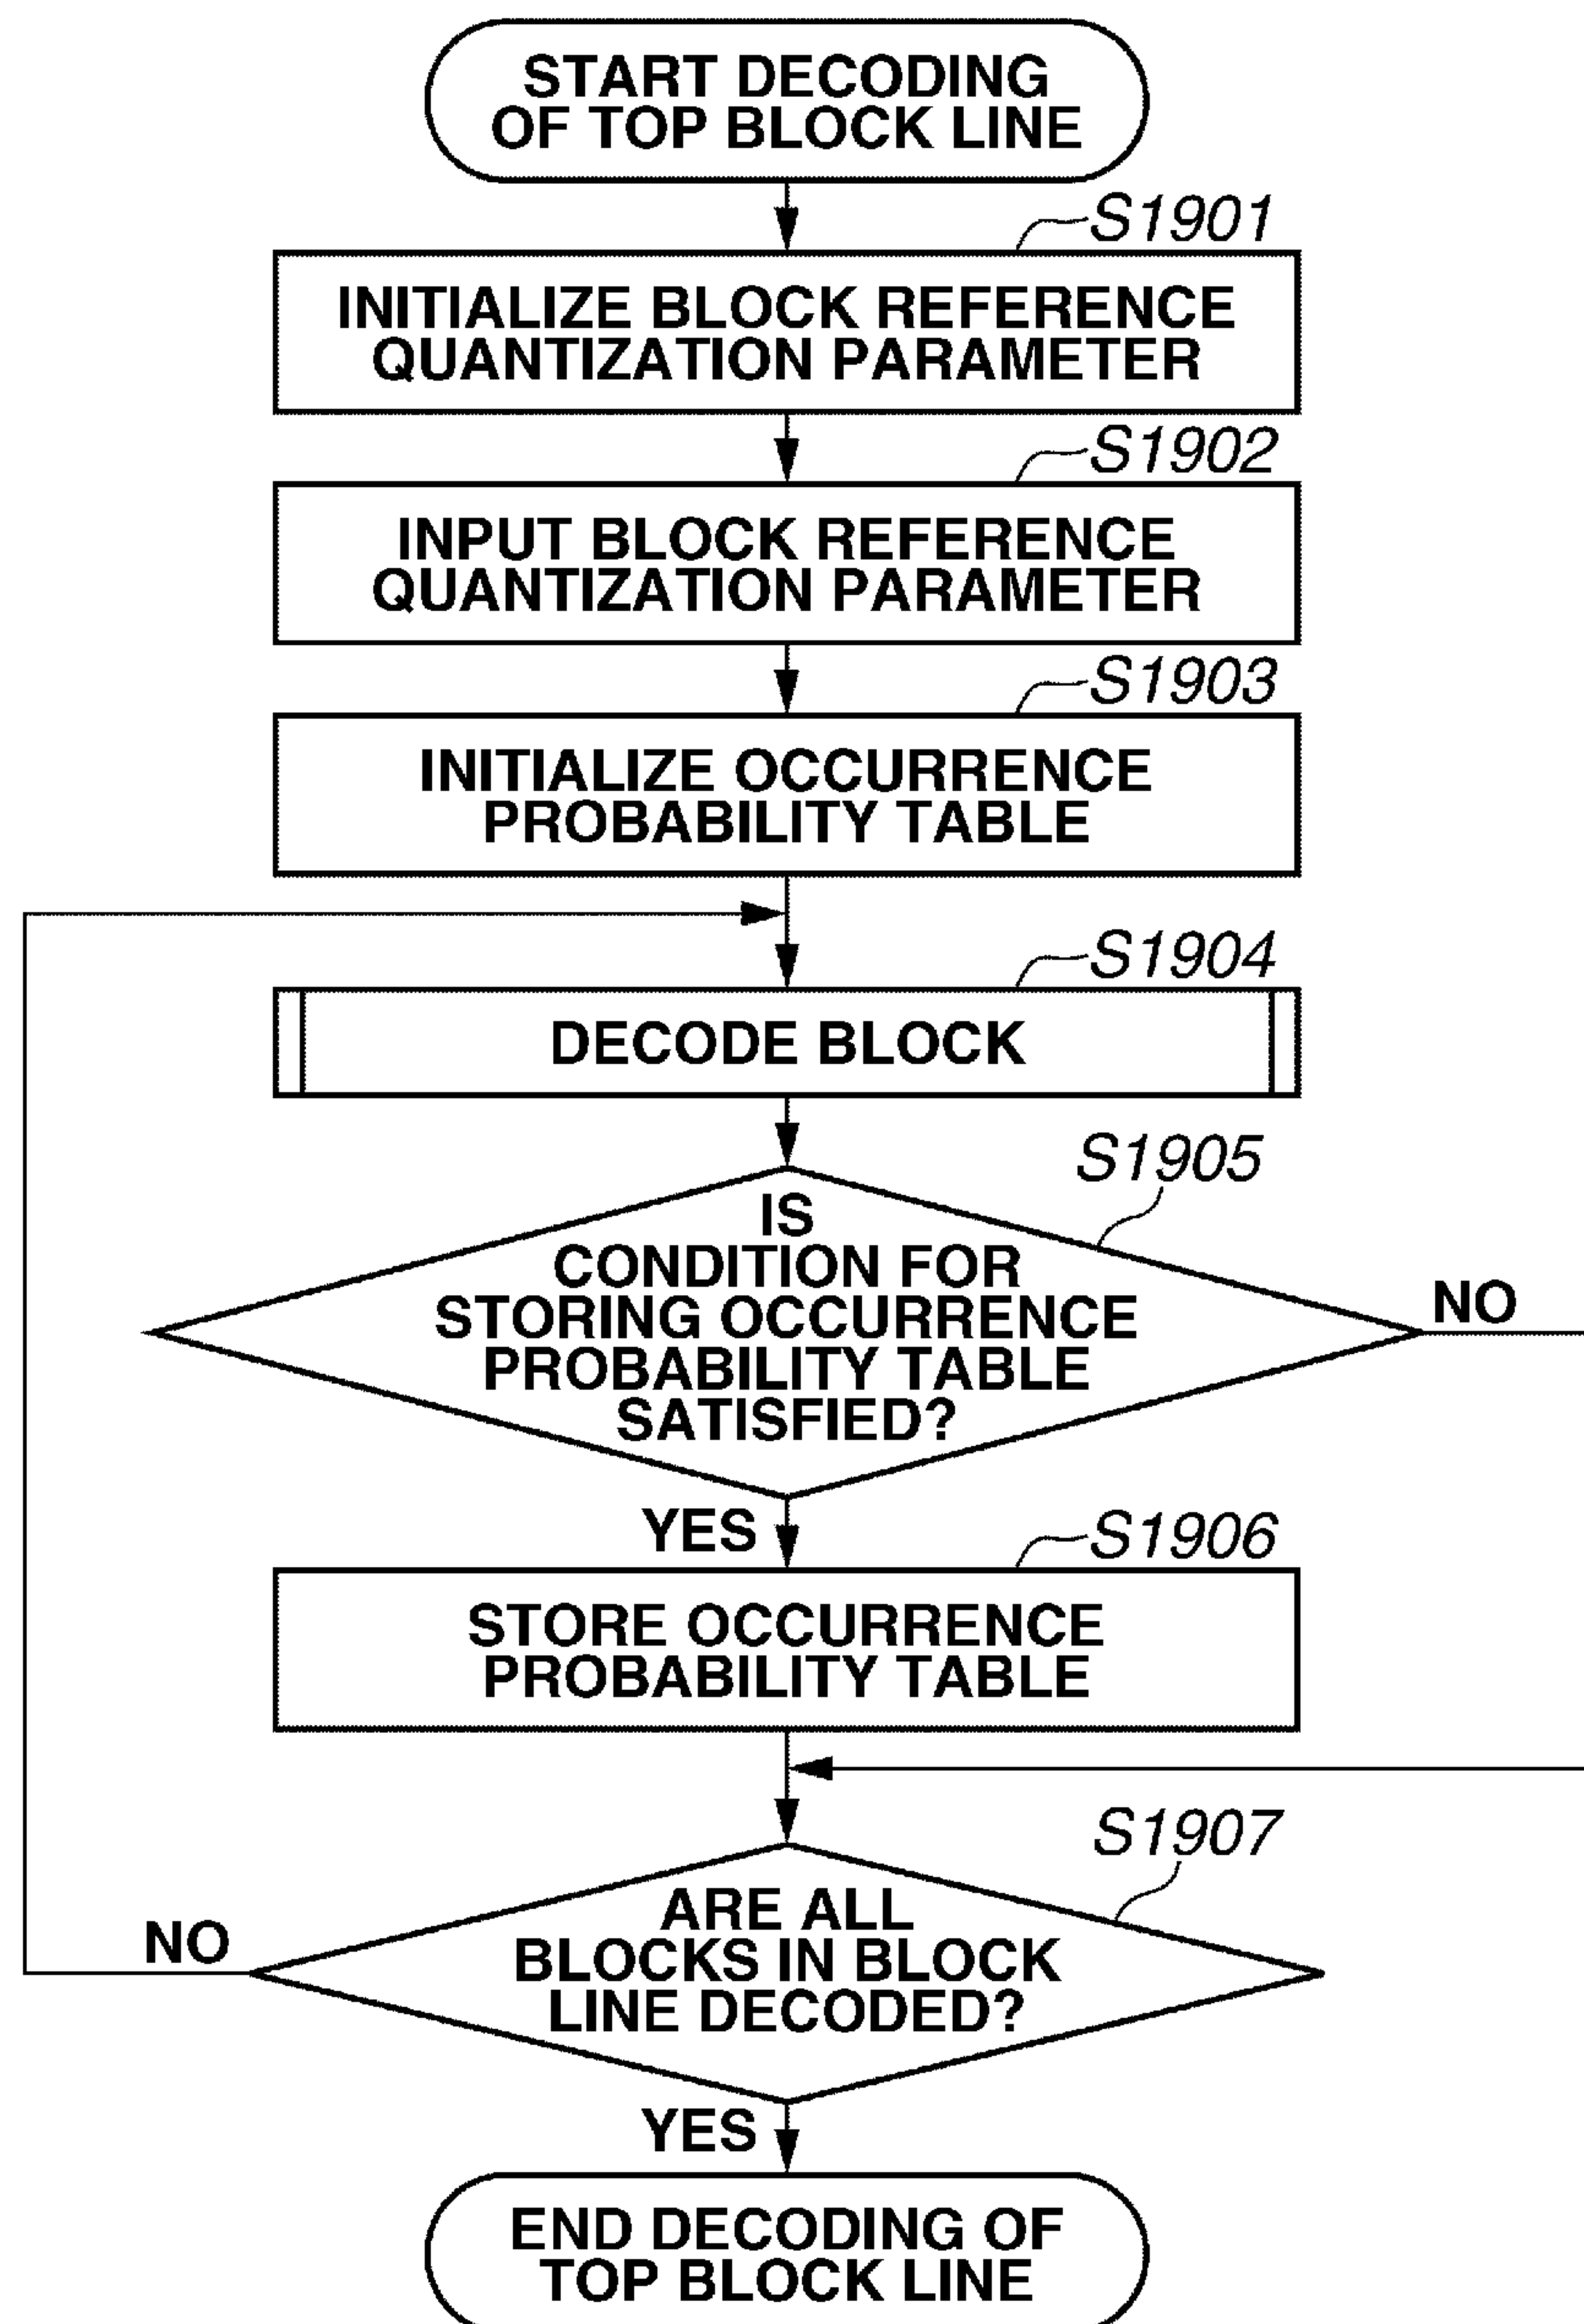 START DECODING
OF TOP BLOCK LINE
S1901
INITIALIZE BLOCK REFERENCE
QUANTIZATION PARAMETER
S1902
INPUT BLOCK REFERENCE
QUANTIZATION PARAMETER
S1903
INITIALIZE OCCURRENCE
PROBABILITY TABLE
S1904
DECODE BLOCK
S1905
IS
CONDITION FOR
STORING OCCURRENCE
PROBABILITY TABLE
SATISFIED?
NO
YES
S1906
STORE OCCURRENCE
PROBABILITY TABLE
S1907
ARE ALL
BLOCKS IN BLOCK
LINE DECODED?
NO
YES
END DECODING OF
TOP BLOCK LINE